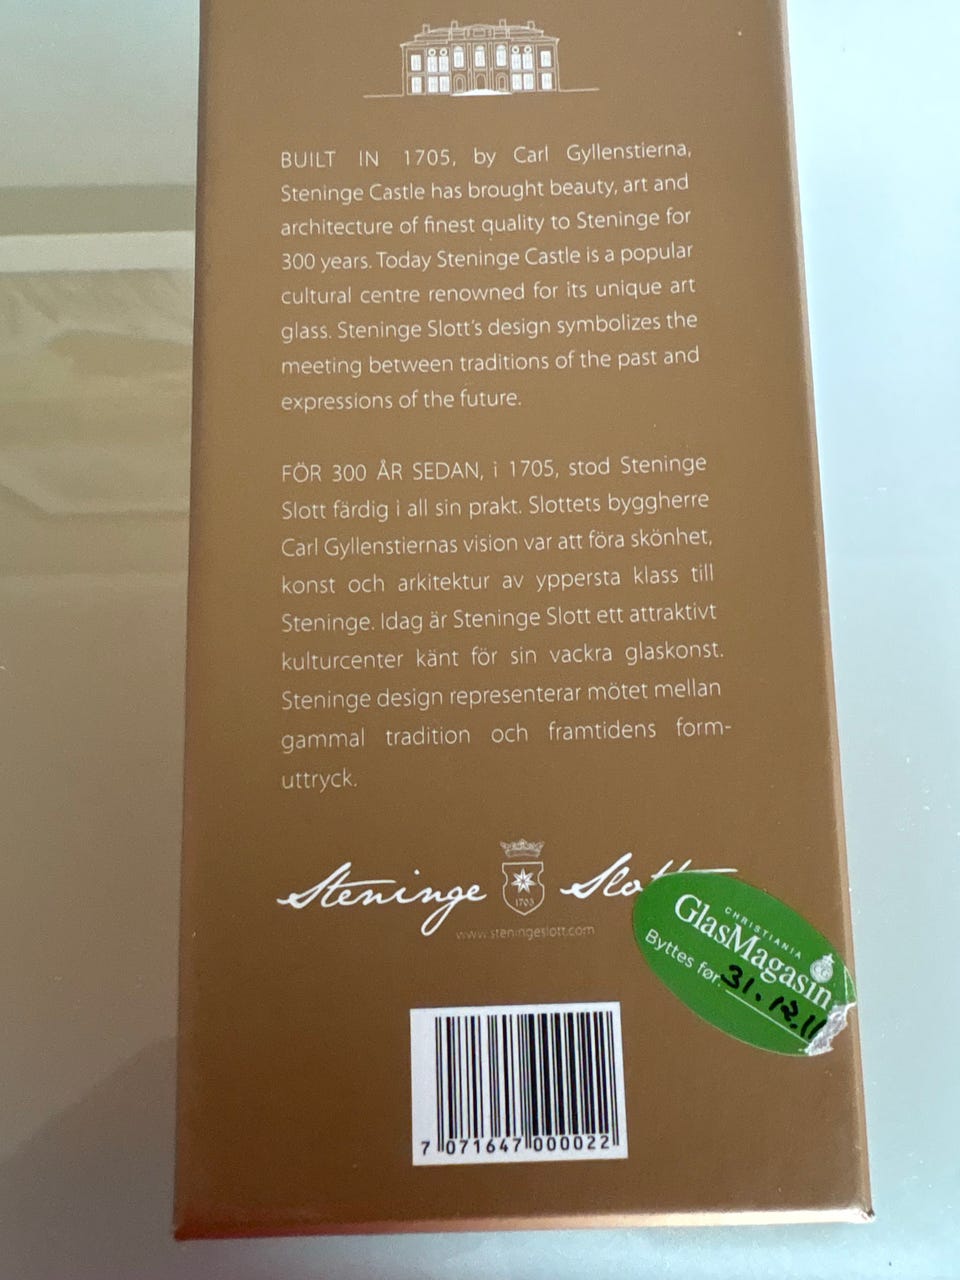 BUILT IN 1705, by Carl Gyllenstierna,
Steninge Castle has brought beauty, art and
architecture of finest quality to Steninge for
300 years. Today Steninge Castle is a popular
cultural centre renowned for its unique art
glass. Steninge Slott's design symbolizes the
meeting between traditions of the past and
expressions of the future.
FÖR 300 ÅR SEDAN, i 1705, stod Steninge
Slott färdig i all sin prakt. Slottets byggherre
Carl Gyllenstiernas vision var att föra skönhet,
konst och arkitektur av yppersta klass till
Steninge. Idag är Steninge Slott ett attraktivt
kulturcenter känt för sin vackra glaskonst.
Steninge design representerar mötet mellan
gammal tradition och framtidens form-
uttryck.
Steninge
1705
www.steningeslott.com
CHRISTIANIA
GlasMagasin
Byttes før: 31.12.11
7 071647 000022